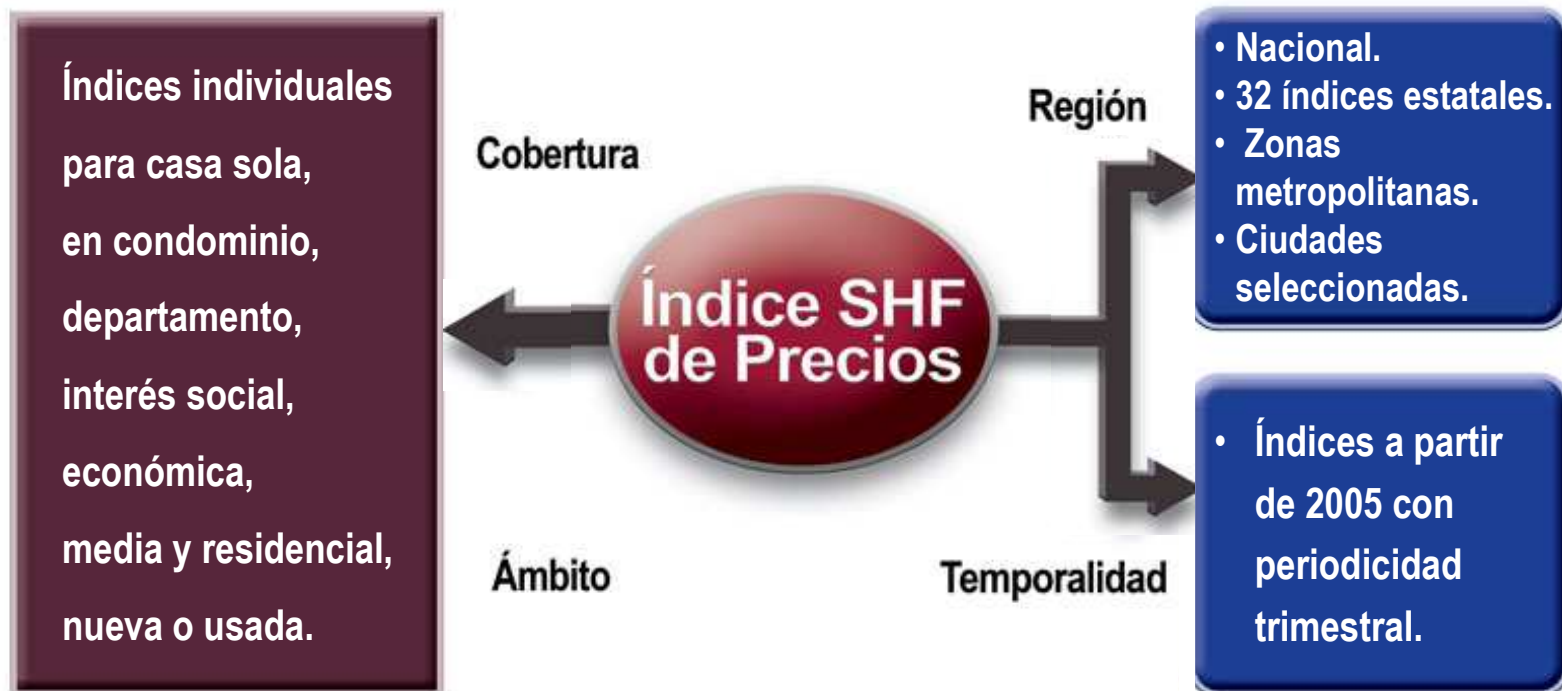 Índices individuales
para casa sola,
en condominio,
departamento,
interés social,
económica,
media y residencial,
nueva o usada.
Cobertura
Ámbito
Índice SHF
de Precios
Región
Temporalidad
• Nacional.
• 32 índices estatales.
• Zonas
metropolitanas.
• Ciudades
seleccionadas.
• Índices a partir
de 2005 con
periodicidad
trimestral.